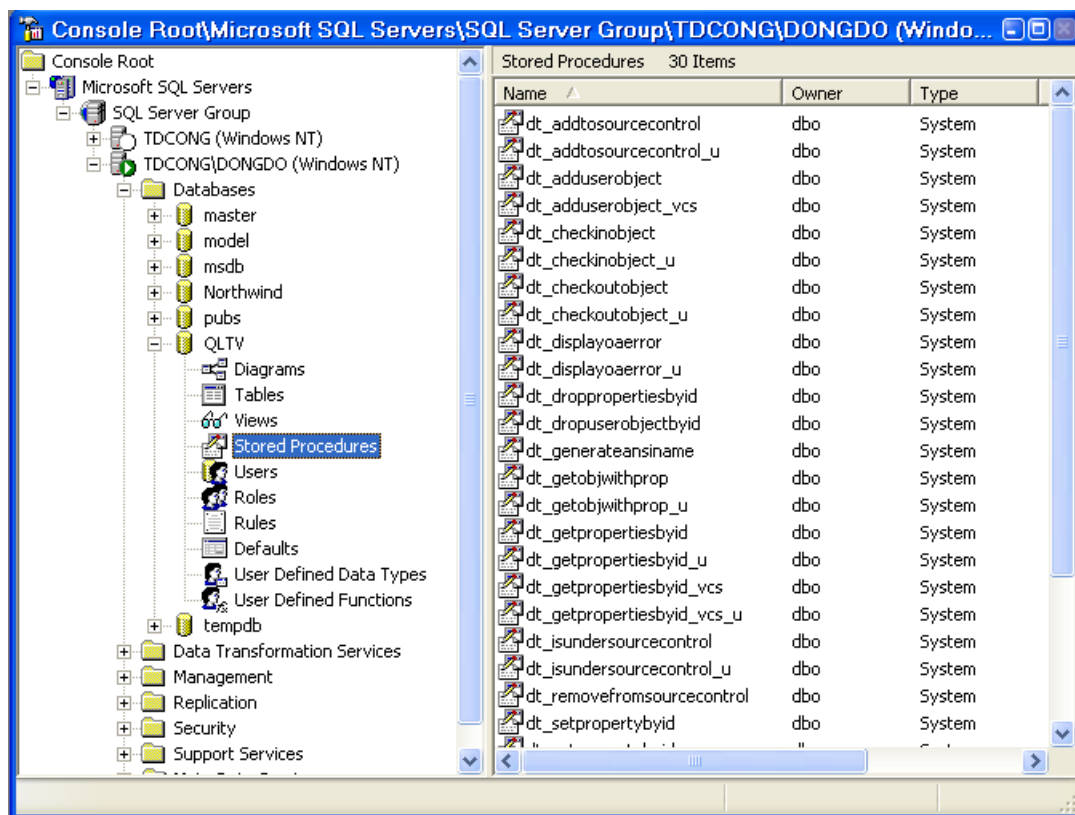 Console Root\Microsoft SQL Servers\SQL Server Group\TDCONG\DONGDO (Windo...
Console Root
Microsoft SQL Servers
SQL Server Group
TDCONG (Windows NT)
TDCONG\DONGDO (Windows NT)
Databases
master
model
msdb
Northwind
pubs
QLTV
Diagrams
Tables
Views
Stored Procedures
Users
Roles
Rules
Defaults
User Defined Data Types
User Defined Functions
tempdb
Data Transformation Services
Management
Replication
Security
Support Services
Stored Procedures 30 Items
Name Owner Type
dt_addtosourcecontrol dbo System
dt_addtosourcecontrol_u dbo System
dt_adduserobject dbo System
dt_adduserobject_vcs dbo System
dt_checkinobject dbo System
dt_checkinobject_u dbo System
dt_checkoutobject dbo System
dt_checkoutobject_u dbo System
dt_displayoaerror dbo System
dt_displayoaerror_u dbo System
dt_droppropertiesbyid dbo System
dt_dropuserobjectbyid dbo System
dt_generateansiname dbo System
dt_getobjwithprop dbo System
dt_getobjwithprop_u dbo System
dt_getpropertiesbyid dbo System
dt_getpropertiesbyid_u dbo System
dt_getpropertiesbyid_vcs dbo System
dt_getpropertiesbyid_vcs_u dbo System
dt_isundersourcecontrol dbo System
dt_isundersourcecontrol_u dbo System
dt_removefromsourcecontrol dbo System
dt_setpropertybyid dbo System